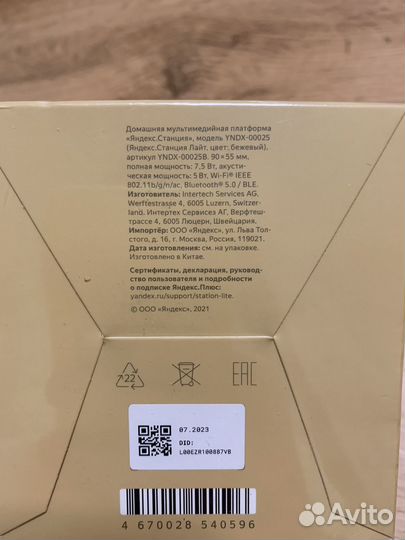 Домашняя мультимедийная платформа
«Яндекс.Станция», модель YNDX-00025
(Яндекс.Станция Лайт, цвет: бежевый),
артикул YNDX-00025B. 90×55 мм,
полная мощность: 7,5 Вт, акусти-
ческая мощность: 5 Вт, Wi-Fi® IEEE
802.11b/g/n/ac, Bluetooth® 5.0 / BLE.
Изготовитель: Intertech Services AG,
Werftestrasse 4, 6005 Luzern, Switzer-
land. Интертех Сервисез АГ, Верфтеш-
трассе 4, 6005 Люцерн, Швейцария.
Импортёр: ООО «Яндекс», ул. Льва Тол-
стого, д. 16, г. Москва, Россия, 119021.
Дата изготовления: см. на упаковке.
Изготовлено в Китае.
Сертификаты, декларация, руковод-
ство пользователя и подробности
о подписке Яндекс.Плюс:
yandex.ru/support/station-lite.
© ООО «Яндекс», 2021
22
EAC
07.2023
DID:
L00EZR100887VB
4 670028 540596
Avito